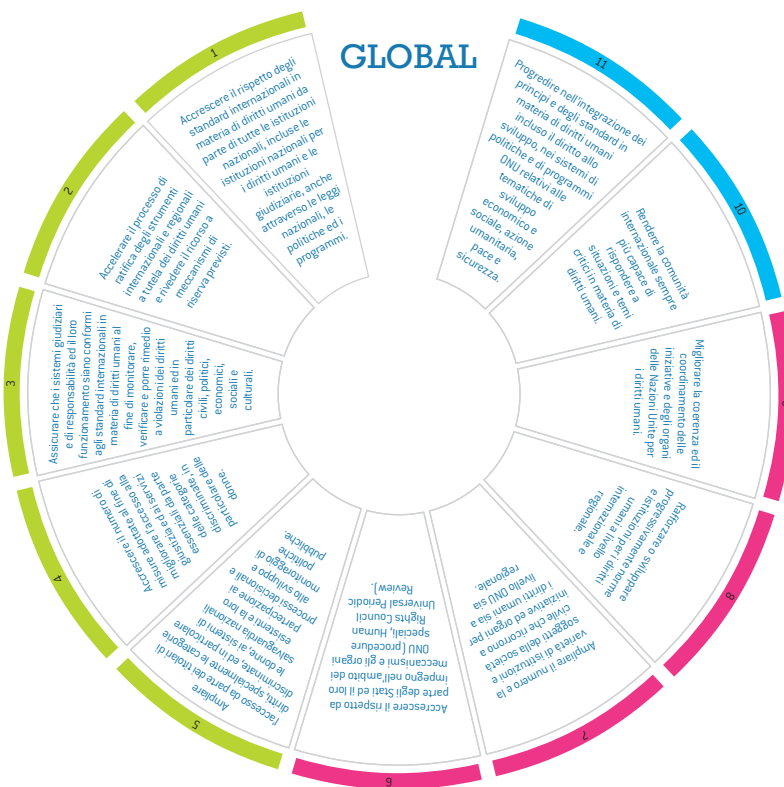 GLOBAL
1
Accrescere il rispetto degli
standard internazionali in
materia di diritti umani da
parte di tutte le istituzioni
nazionali, incluse le
istituzioni nazionali per
i diritti umani e le
istituzioni
giudiziarie, anche
attraverso le leggi
nazionali, le
politiche ed i
programmi.
2
Accelerare il processo di
ratifica degli strumenti
internazionali e regionali
a tutela dei diritti umani
e rivedere il ricorso a
meccanismi di
riserva previsti.
3
Assicurare che i sistemi giudiziari
e di responsabilità ed il loro
funzionamento siano conformi
agli standard internazionali in
materia di diritti umani al
fine di monitorare,
verificare e porre rimedio
a violazioni dei diritti
umani ed in
particolare dei diritti
civili, politici,
economici,
sociali e
culturali.
4
Accrescere il numero di
misure adottate al fine di
migliorare l'accesso alla
giustizia ed ai servizi
essenziali da parte
delle categorie
discriminate, in
particolare delle
donne.
5
Ampliare
l'accesso da parte dei titolari di
diritti, specialmente le categorie
discriminate, ed in particolare
le donne, ai sistemi di
salvaguardia nazionali
esistenti e la loro
partecipazione ai
processi decisionali e
allo sviluppo e
monitoraggio di
politiche
pubbliche.
6
Accrescere il rispetto da
parte degli Stati ed il loro
impegno nell'ambito dei
meccanismi e gli organi
ONU (procedure
speciali, Human
Rights Council
Universal Periodic
Review).
7
Ampliare il numero e la
varietà di istituzioni e
soggetti della società
civile che ricorrono a
iniziative ed organi per
i diritti umani sia a
livello ONU sia
regionale.
8
Rafforzare o sviluppare
progressivamente norme
e istituzioni per i diritti
umani a livello
internazionale e
regionale.
Migliorare la coerenza ed il
coordinamento delle
iniziative e degli organi
delle Nazioni Unite per
i diritti umani.
10
Rendere la comunità
internazionale sempre
più capace di
rispondere a
situazioni e temi
critici in materia di
diritti umani.
11
Progredire nell'integrazione dei
principi e degli standard in
materia di diritti umani
incluso il diritto allo
sviluppo, nei sistemi di
politiche e di programmi
ONU relativi alle
tematiche di
sviluppo
economico e
sociale, azione
umanitaria,
pace e
sicurezza.